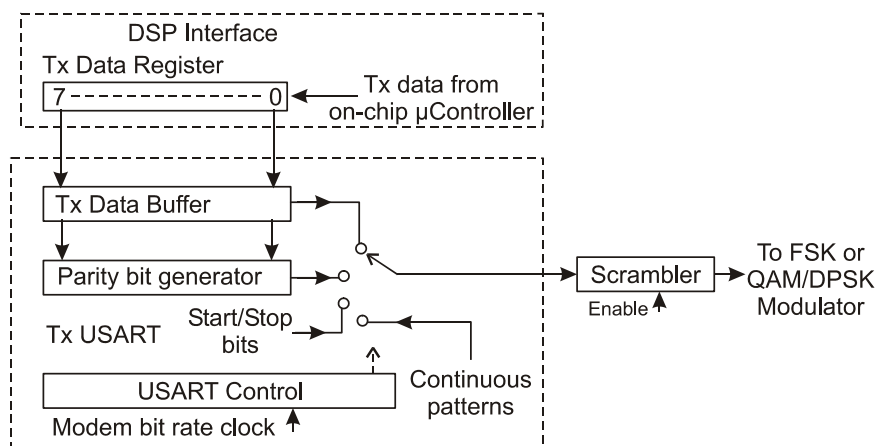 DSP Interface
Tx Data Register
7 0
Tx data from
on-chip µController
Tx Data Buffer
Parity bit generator
Tx USART
Start/Stop
bits
USART Control
Modem bit rate clock
Continuous
patterns
Scrambler
Enable
To FSK or
QAM/DPSK
Modulator